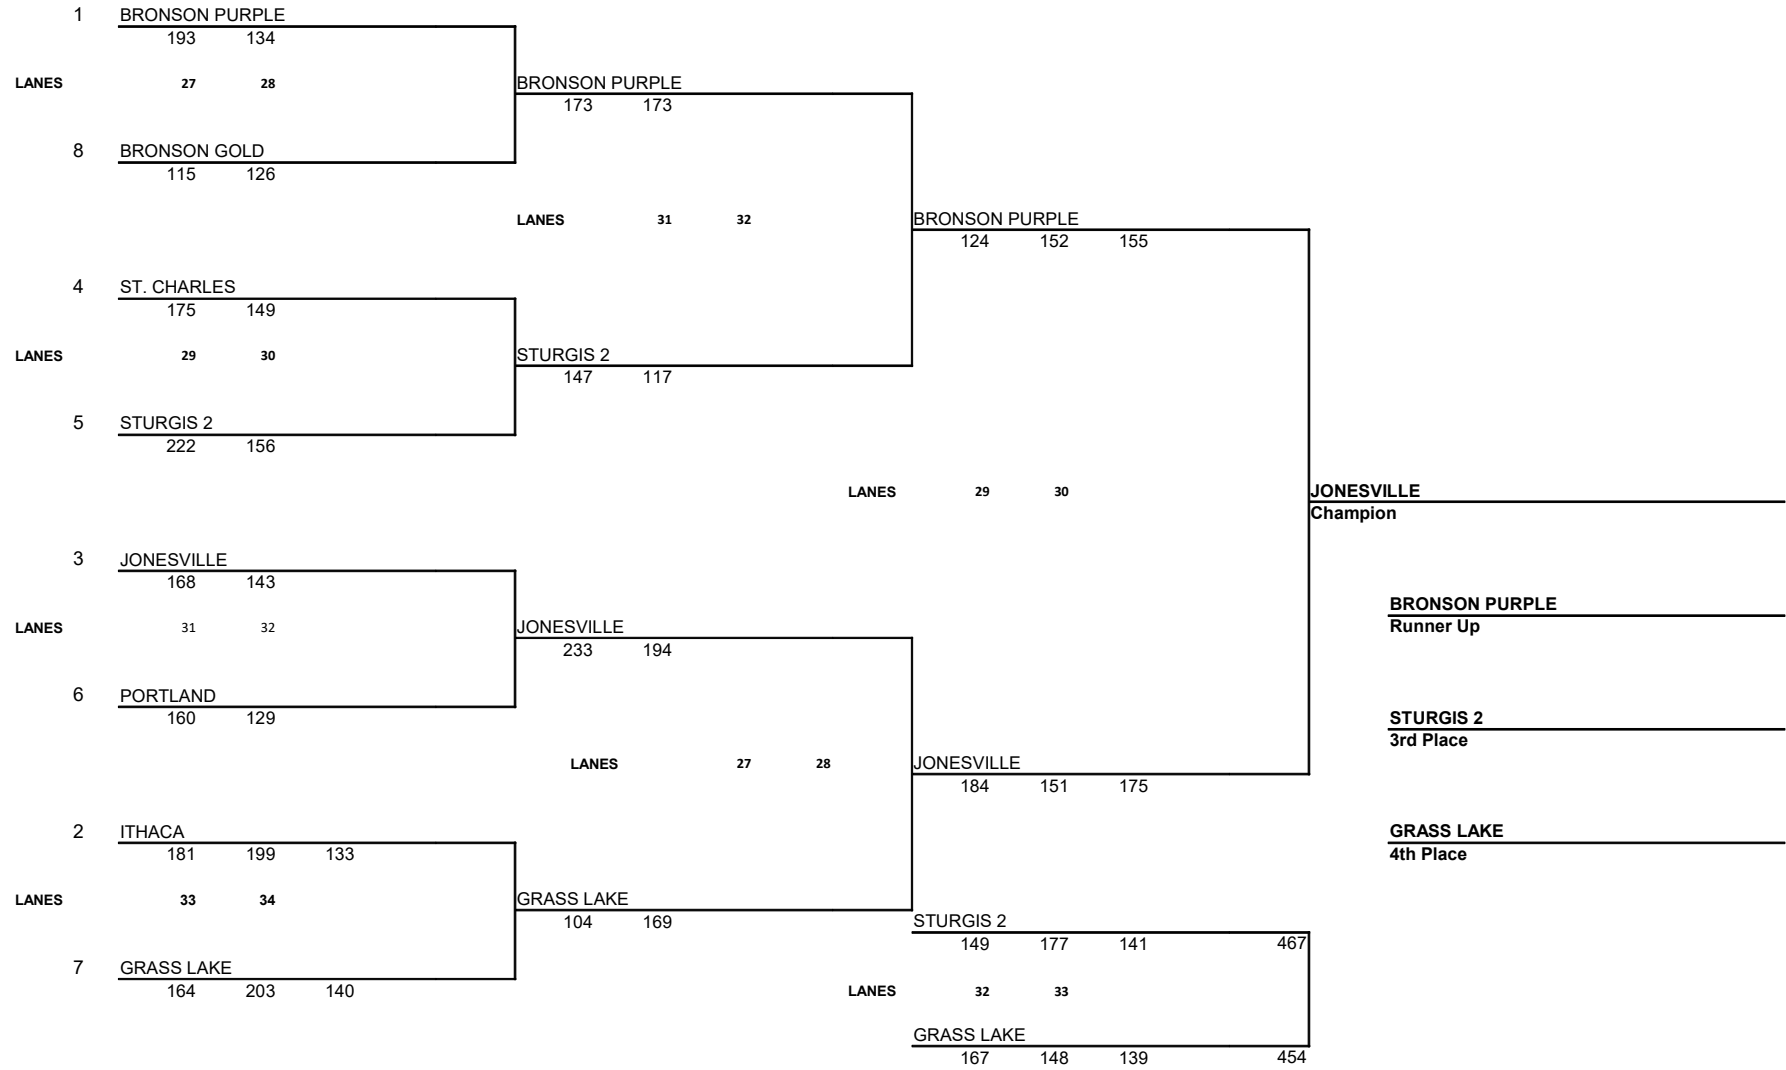 1 BRONSON PURPLE
193 134
LANES 27 28
BRONSON PURPLE
173 173
8 BRONSON GOLD
115 126
LANES 31 32
BRONSON PURPLE
124 152 155
4 ST. CHARLES
175 149
LANES 29 30
STURGIS 2
147 117
5 STURGIS 2
222 156
LANES 29 30
JONESVILLE
Champion
3 JONESVILLE
168 143
BRONSON PURPLE
Runner Up
LANES 31 32
JONESVILLE
233 194
6 PORTLAND
160 129
STURGIS 2
3rd Place
LANES 27 28
JONESVILLE
184 151 175
2 ITHACA
181 199 133
GRASS LAKE
4th Place
LANES 33 34
GRASS LAKE
104 169
STURGIS 2
149 177 141 467
7 GRASS LAKE
164 203 140
LANES 32 33
GRASS LAKE
167 148 139 454